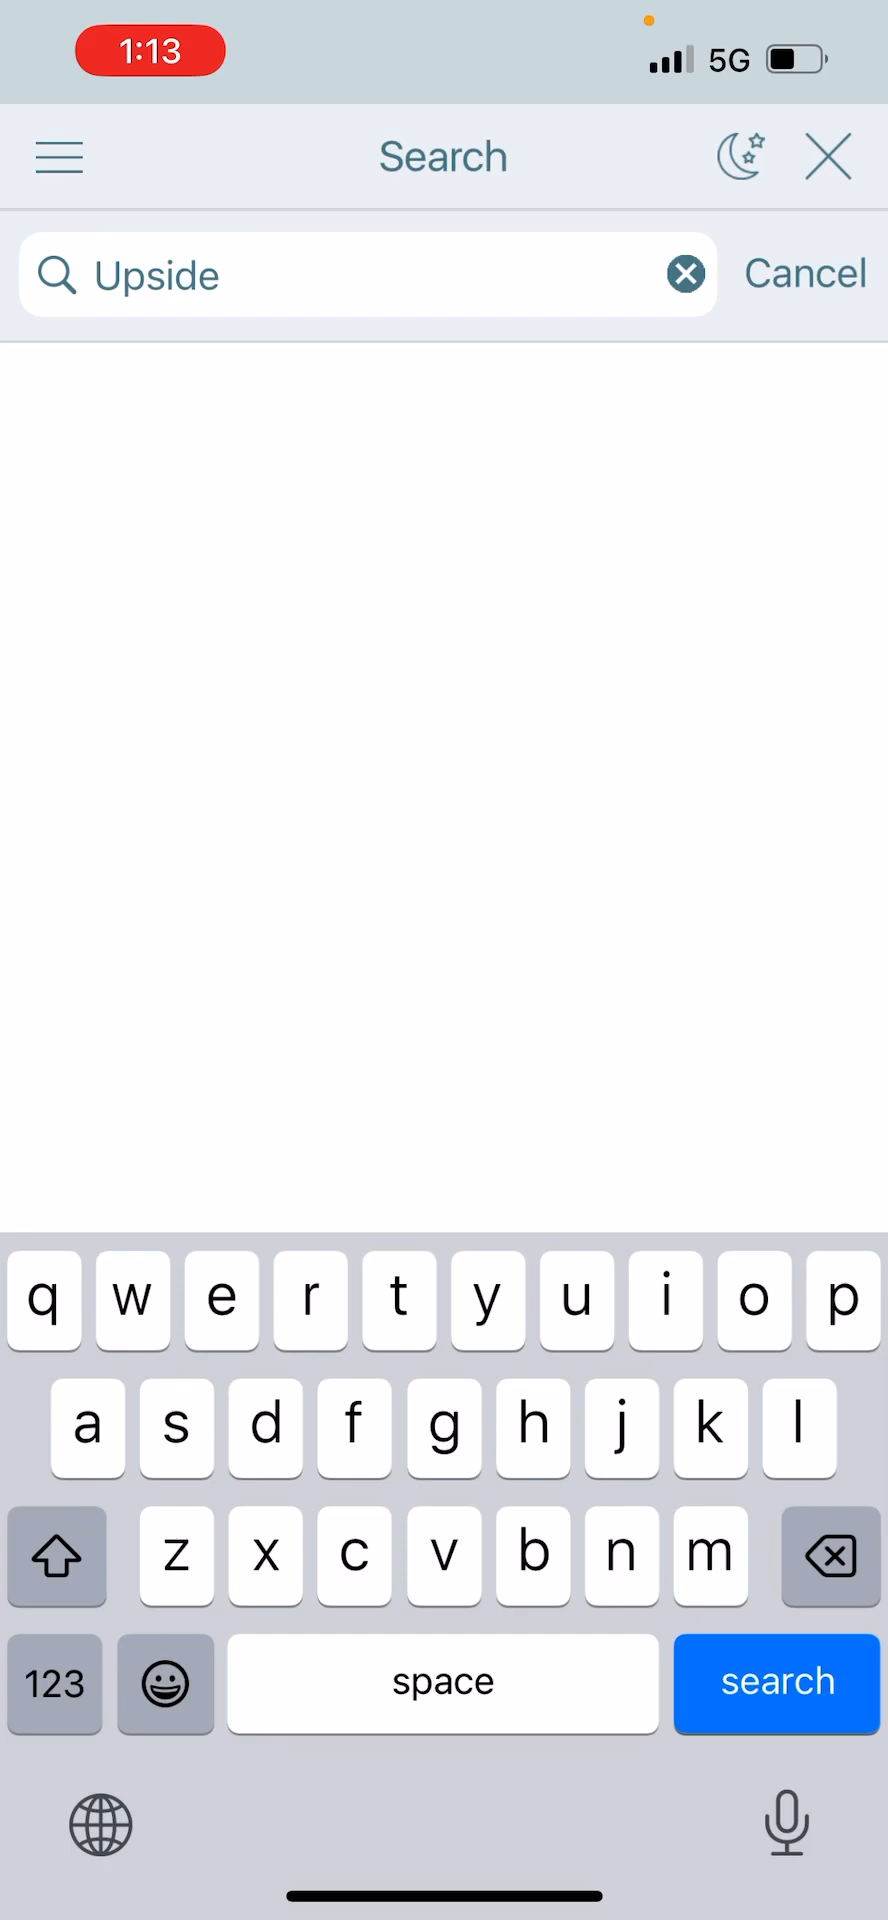 1:13
5G
Search
Upside
Cancel
q w e r t y u i o p
a s d f g h j k l
z x c v b n m
123
space
search